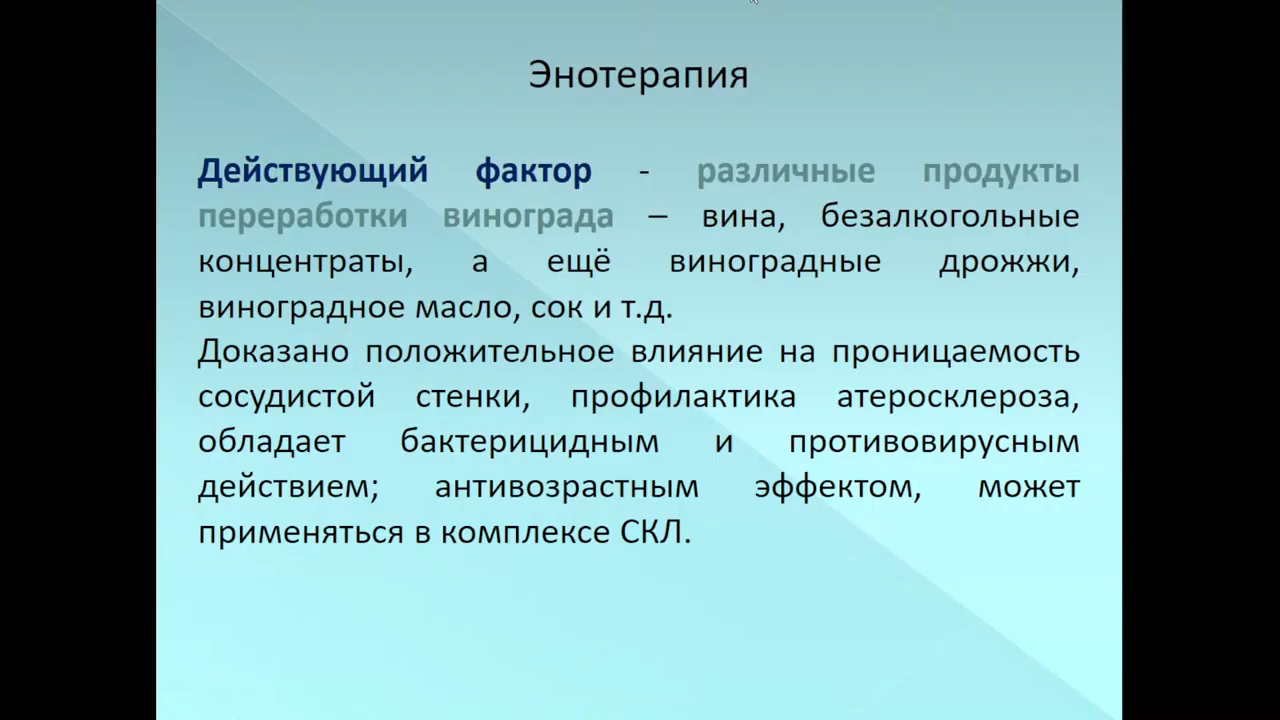 Энотерапия
Действующий фактор - различные продукты
переработки винограда – вина, безалкогольные
концентраты, а ещё виноградные дрожжи,
виноградное масло, сок и т.д.
Доказано положительное влияние на проницаемость
сосудистой стенки, профилактика атеросклероза,
обладает бактерицидным и противовирусным
действием; антивозрастным эффектом, может
применяться в комплексе СКЛ.